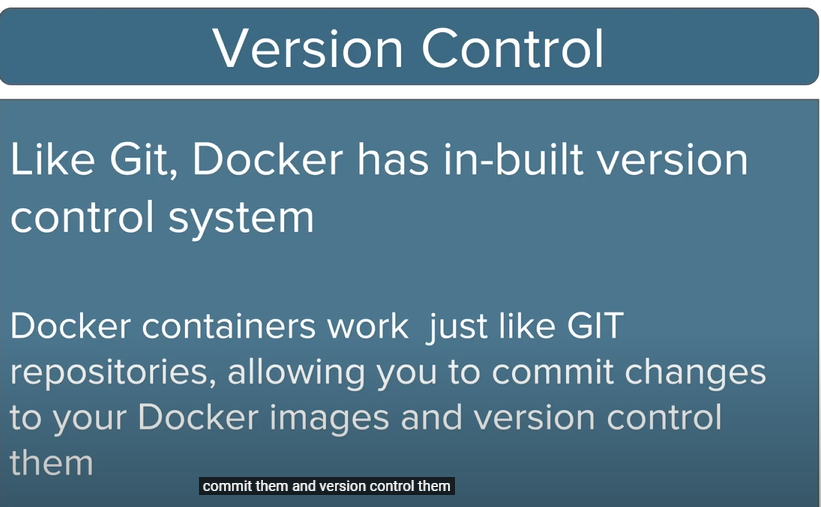 Version Control
Like Git, Docker has in-built version
control system
Docker containers work  just like GIT
repositories, allowing you to commit changes
to your Docker images and version control
them
commit them and version control them